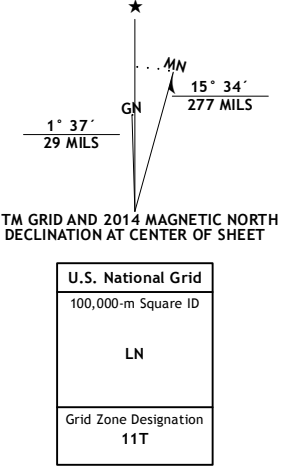 MN
GN
15° 34´
277 MILS
1° 37´
29 MILS
TM GRID AND 2014 MAGNETIC NORTH
DECLINATION AT CENTER OF SHEET
U.S. National Grid
100,000-m Square ID
LN
Grid Zone Designation
11T